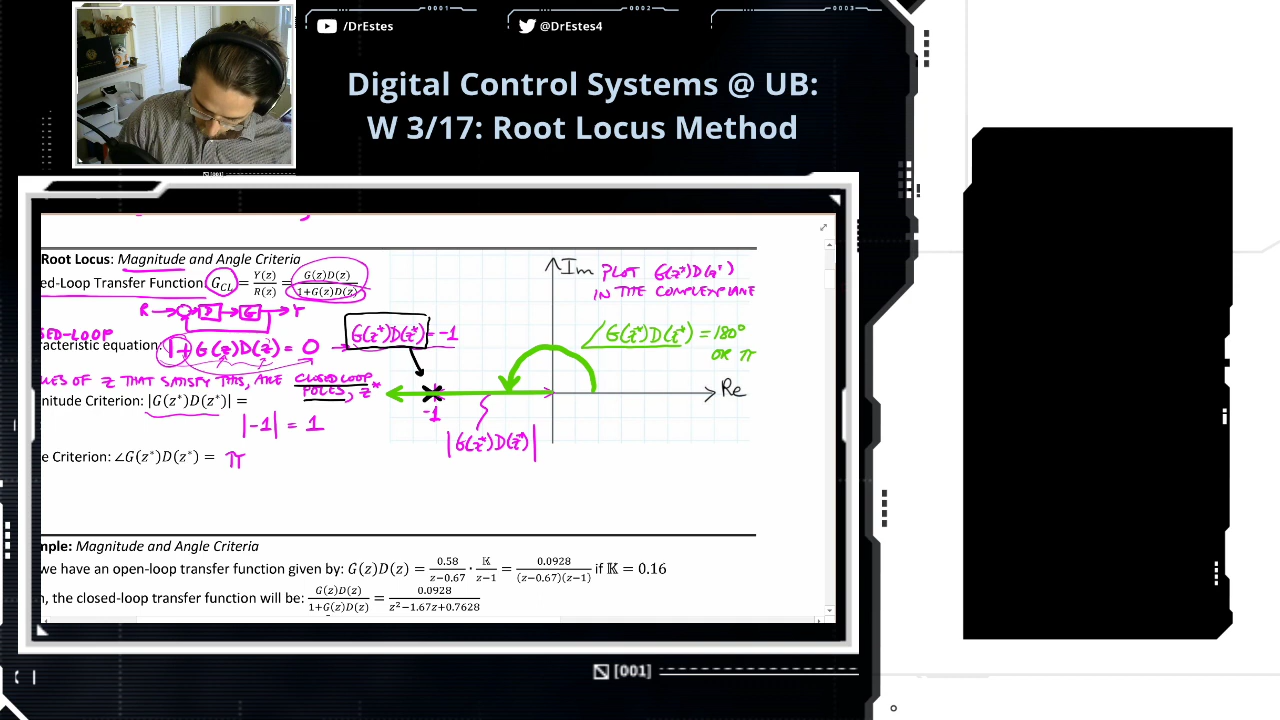 0001
0002
0003
/DrEstes
@DrEstes4
Digital Control Systems @ UB:
W 3/17: Root Locus Method
[001]
Root Locus: Magnitude and Angle Criteria
ed-Loop Transfer Function: G_CL = Y(z)/R(z) = G(z)D(z)/1+G(z)D(z)
R D G Y
SED-LOOP
racteristic equation: 1 + G(z)D(z) = 0
G(z*)D(z*) = -1
UES OF Z THAT SATISFY THIS, ARE CLOSED LOOP
POLES, z*
nitude Criterion: |G(z*)D(z*)| =
|-1| = 1
e Criterion: ∠G(z*)D(z*) = π
Im
PLOT G(z*)D(z*)
IN THE COMPLEX PLANE
∠G(z*)D(z*) = 180°
OR π
Re
-1
|G(z*)D(z*)|
mple: Magnitude and Angle Criteria
we have an open-loop transfer function given by: G(z)D(z) = 0.58/z−0.67 · 𝕂/z−1 = 0.0928/(z−0.67)(z−1) if 𝕂 = 0.16
n, the closed-loop transfer function will be: G(z)D(z)/1+G(z)D(z) = 0.0928/z²−1.67z+0.7628
[001]